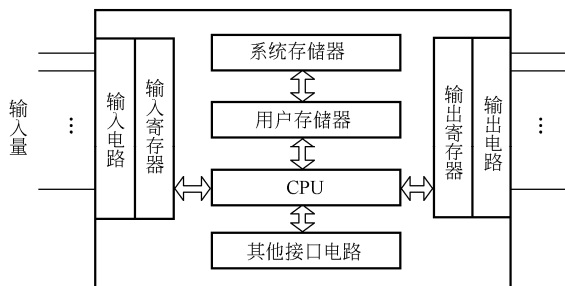 系统存储器
用户存储器
CPU
其他接口电路
输入量
输入电路
输入寄存器
输出寄存器
输出电路